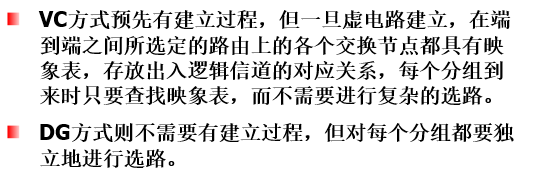 VC方式预先有建立过程，但一旦虚电路建立，在端
到端之间所选定的路由上的各个交换节点都具有映
象表，存放出入逻辑信道的对应关系，每个分组到
来时只要查找映象表，而不需要进行复杂的选路。
DG方式则不需要有建立过程，但对每个分组都要独
立地进行选路。